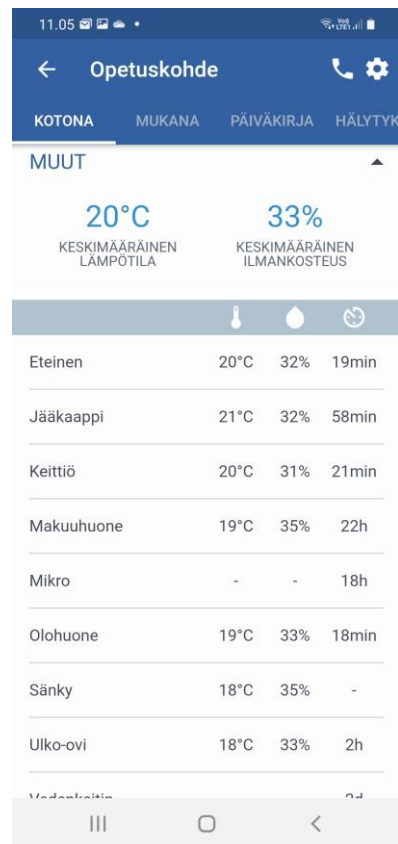 11.05
Opetuskohde
KOTONA MUKANA PÄIVÄKIRJA HÄLYTYK
MUUT
20°C 33%
KESKIMÄÄRÄINEN LÄMPÖTILA
KESKIMÄÄRÄINEN ILMANKOSTEUS
Eteinen 20°C 32% 19min
Jääkaappi 21°C 32% 58min
Keittiö 20°C 31% 21min
Makuuhuone 19°C 35% 22h
Mikro - - 18h
Olohuone 19°C 33% 18min
Sänky 18°C 35% -
Ulko-ovi 18°C 33% 2h